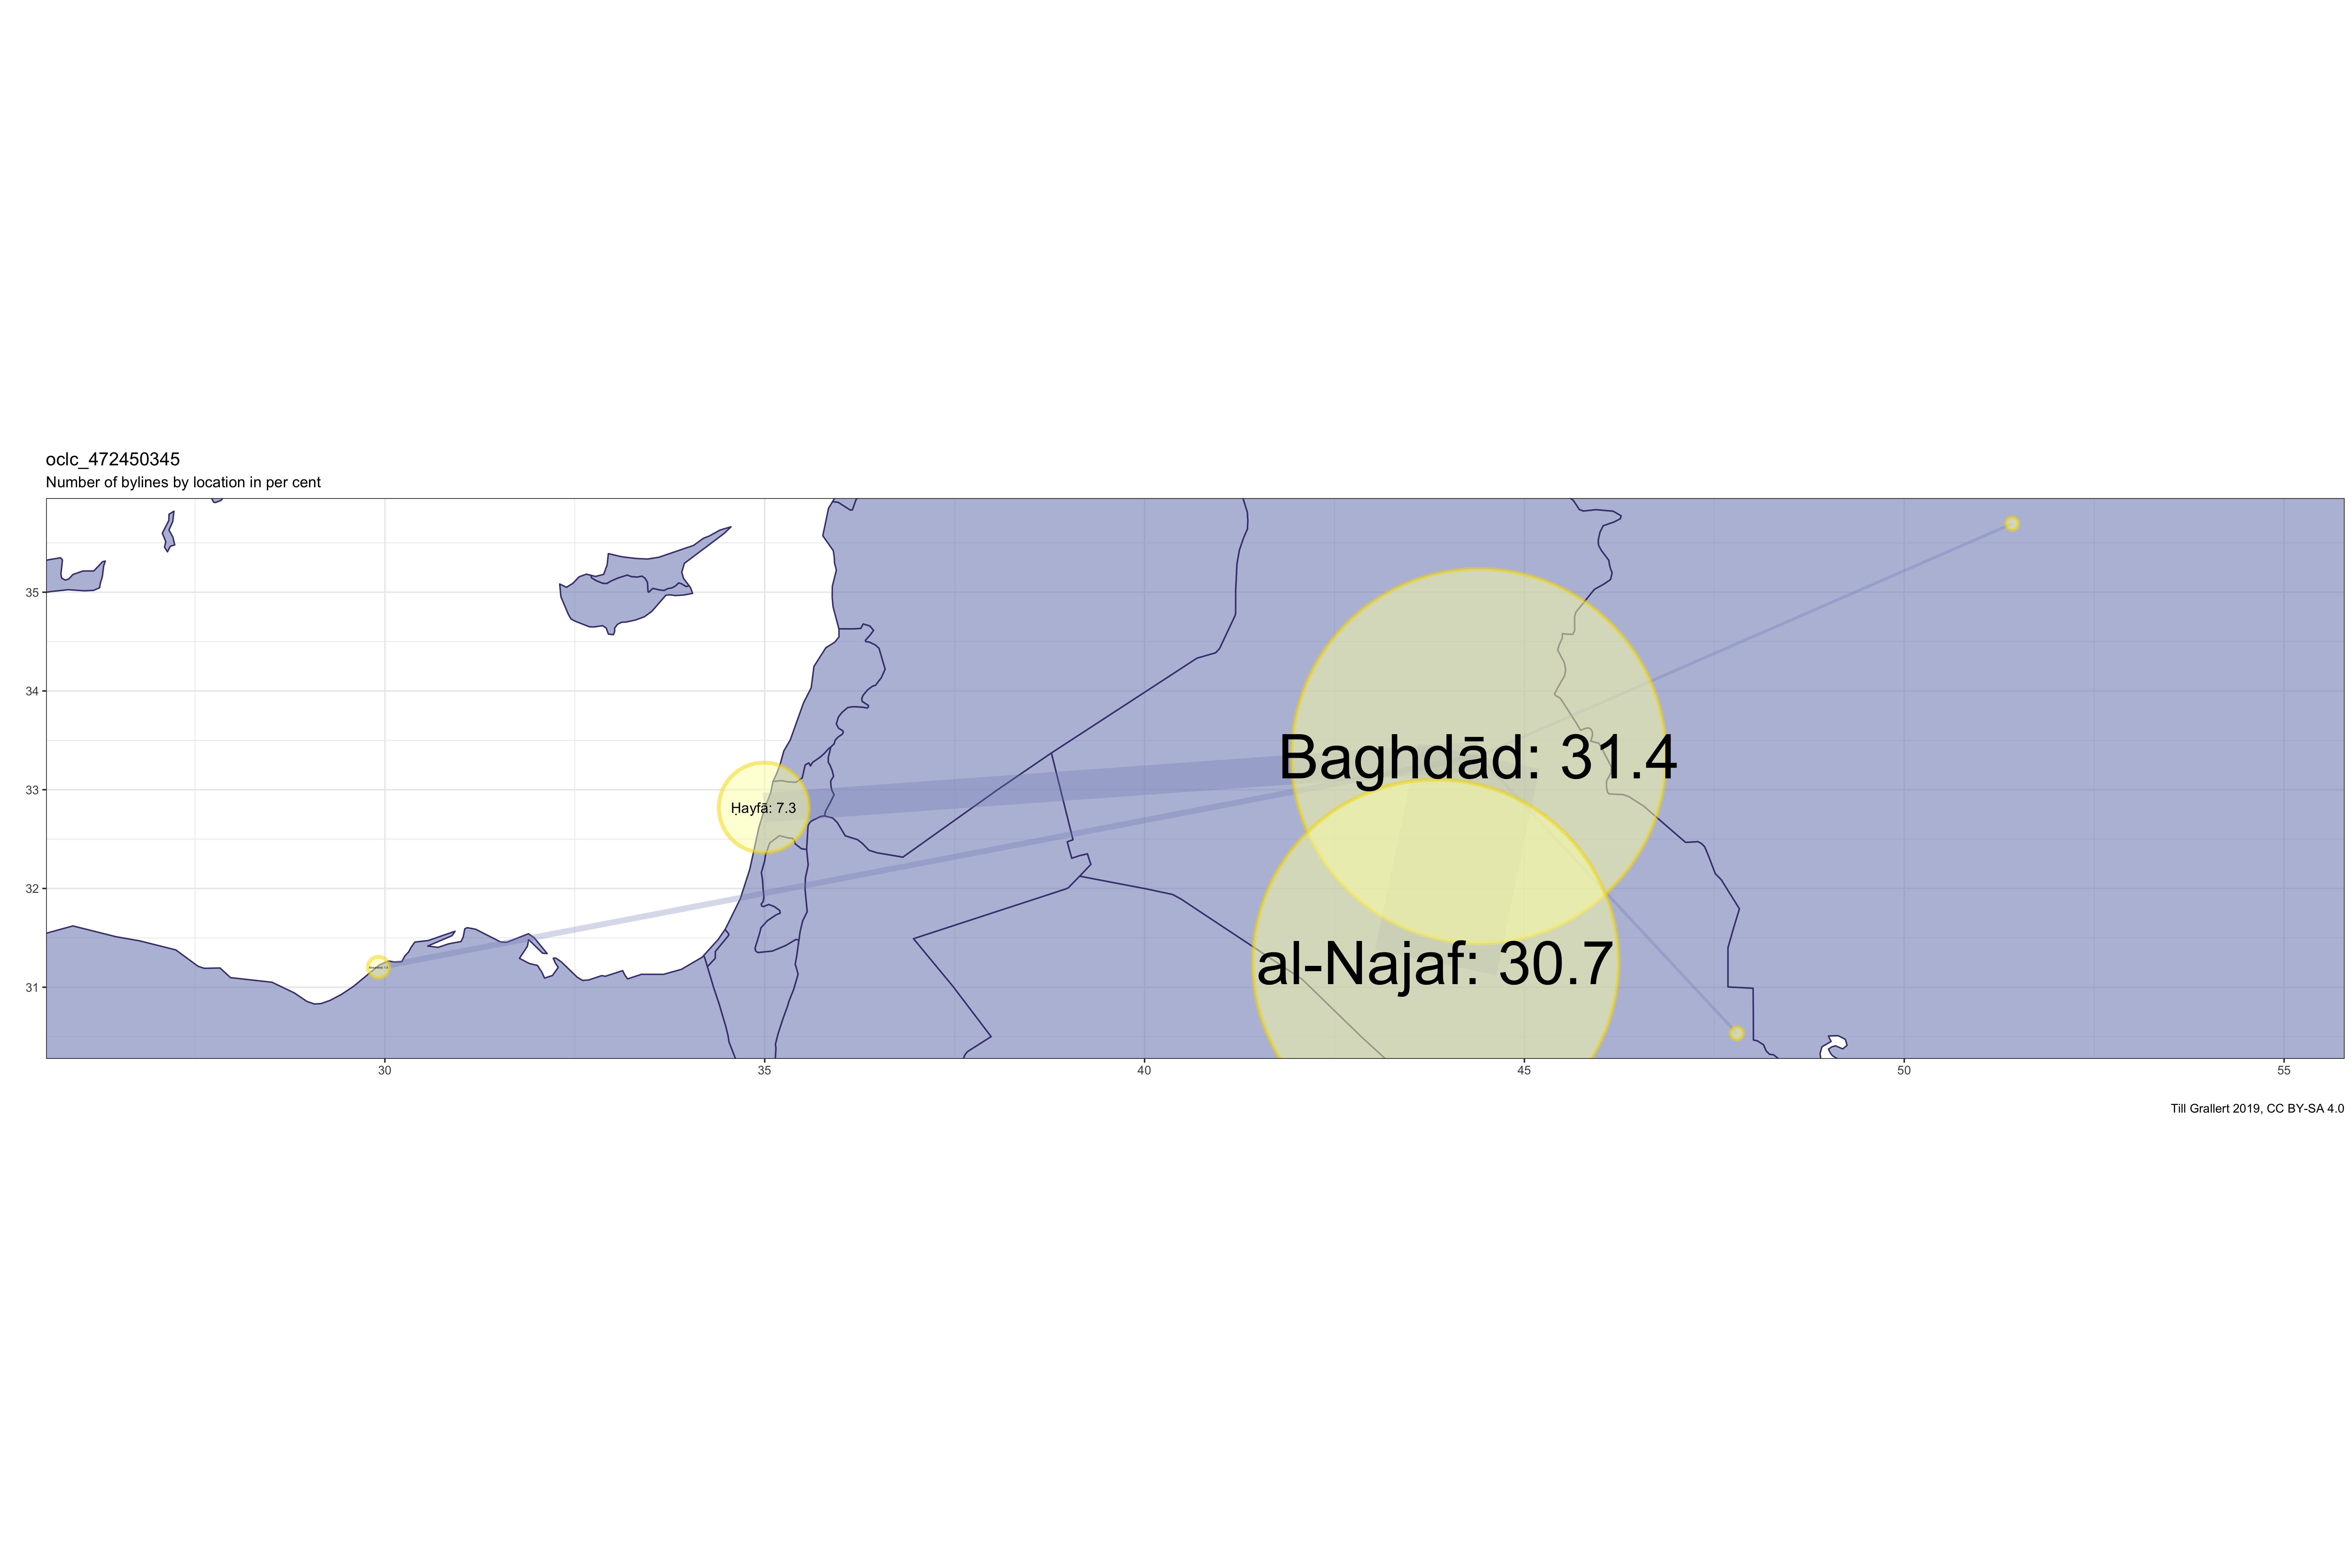 oclc_472450345
Number of bylines by location in per cent
35
34
33
32
31
Baghdād: 31.4
Ḥayfā: 7.3
al-Najaf: 30.7
30
35
40
45
50
55
Till Grallert 2019, CC BY-SA 4.0